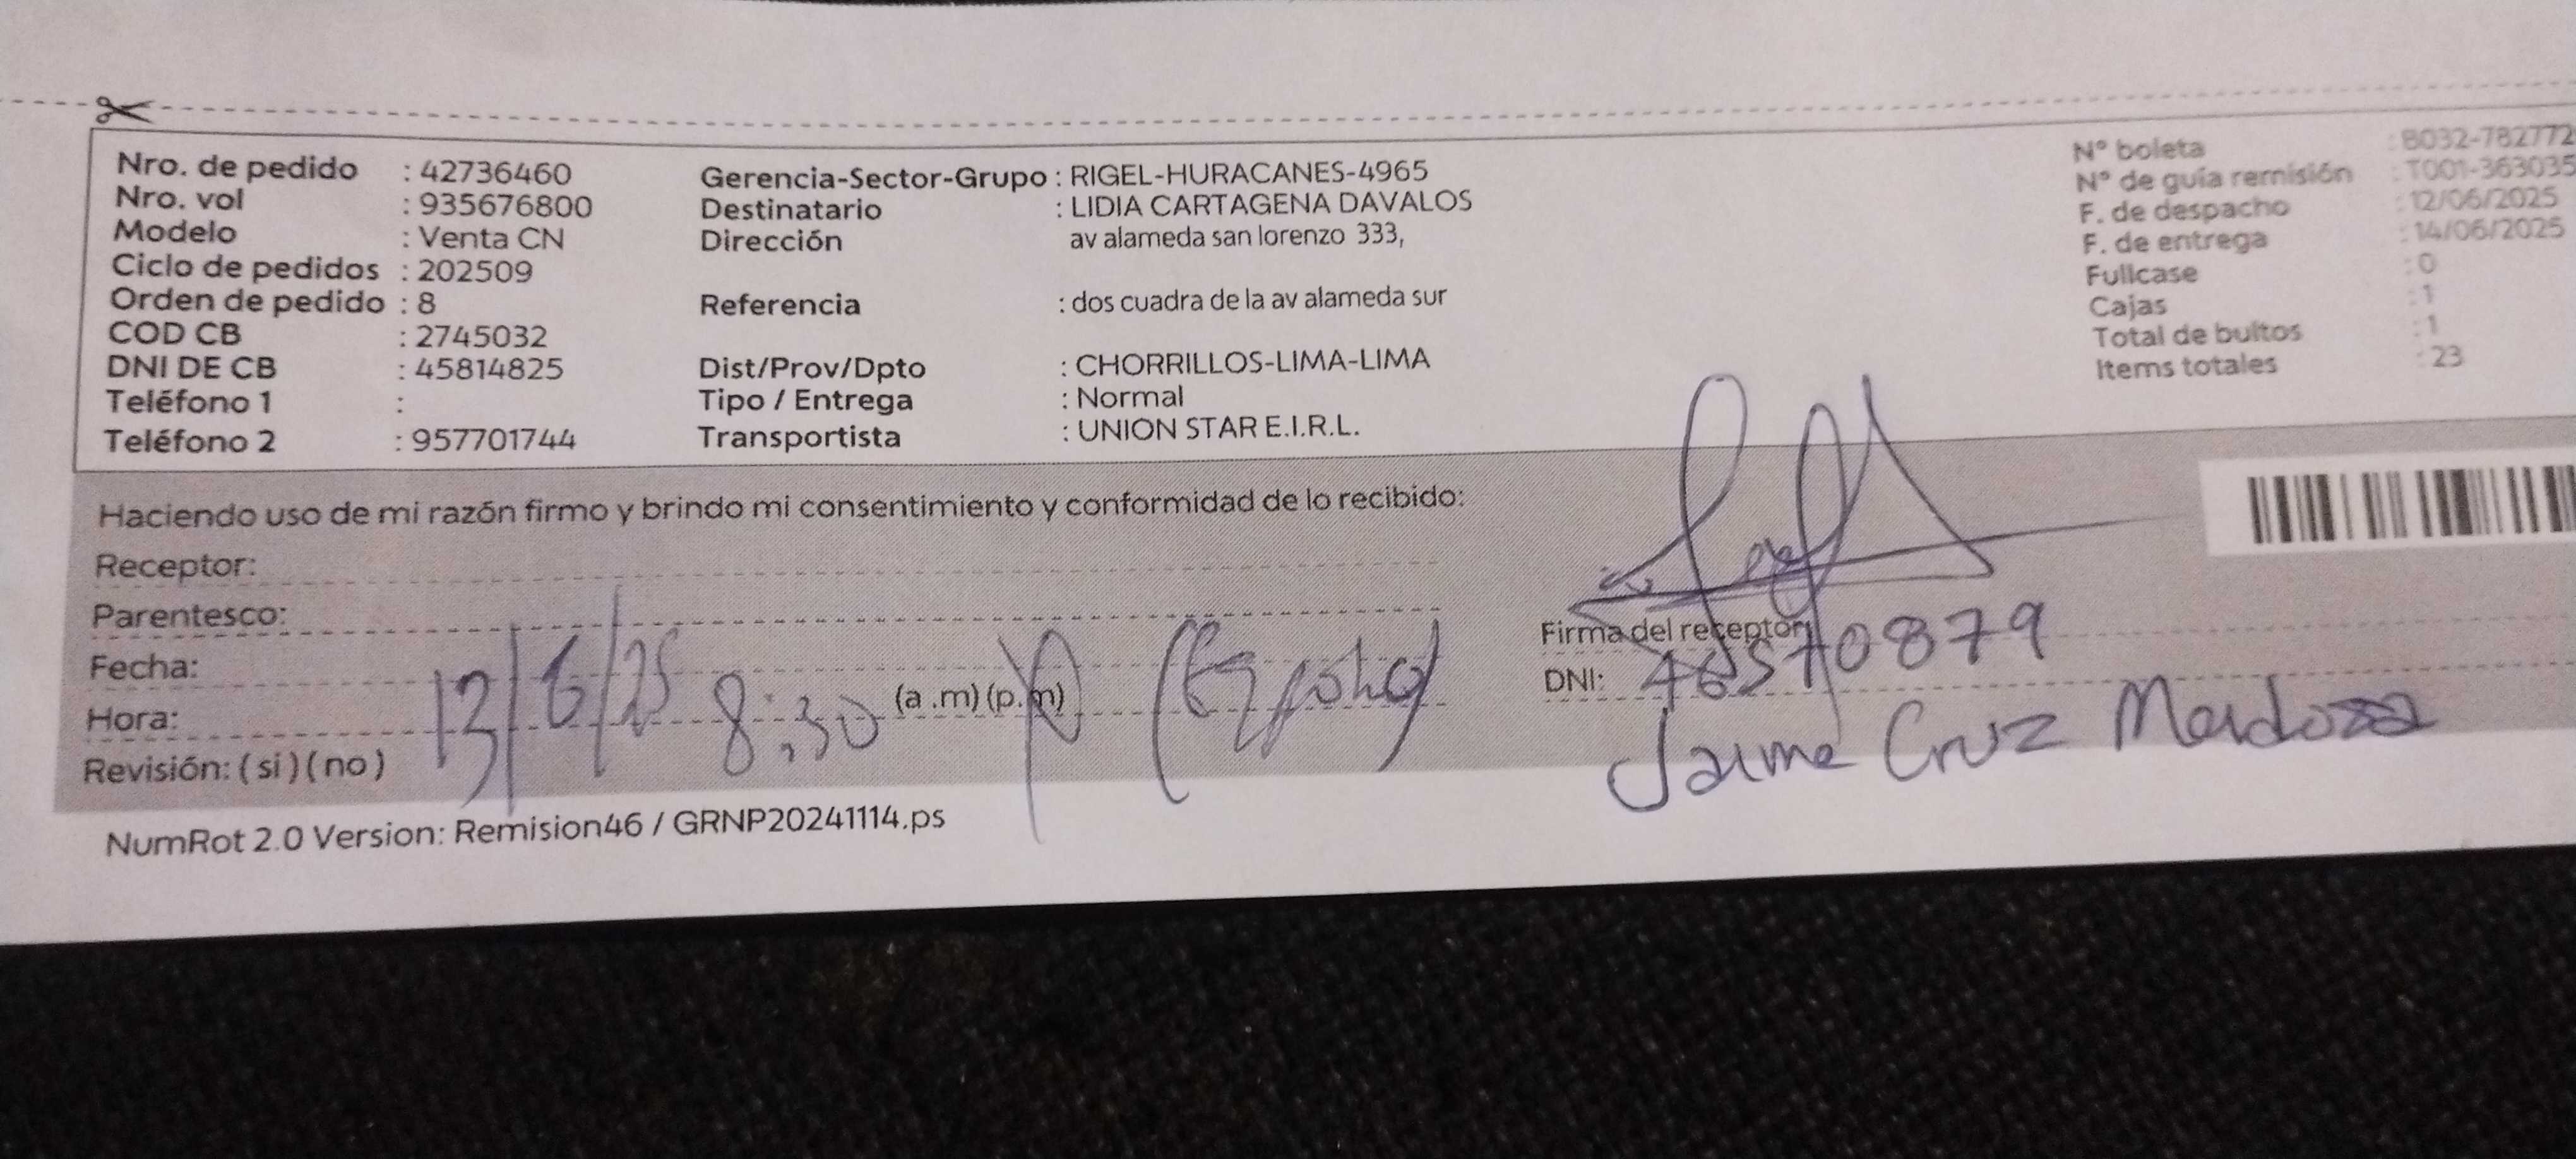 Nro. de pedido : 42736460
Nro. vol : 935676800
Modelo : Venta CN
Ciclo de pedidos : 202509
Orden de pedido : 8
COD CB : 2745032
DNI DE CB : 45814825
Teléfono 1 :
Teléfono 2 : 957701744
Gerencia-Sector-Grupo : RIGEL-HURACANES-4965
Destinatario : LIDIA CARTAGENA DAVALOS
Dirección av alameda san lorenzo 333,
Referencia : dos cuadra de la av alameda sur
Dist/Prov/Dpto : CHORRILLOS-LIMA-LIMA
Tipo / Entrega : Normal
Transportista : UNION STAR E.I.R.L.
N° boleta : B032-782772
N° de guía remisión : T001-363035
F. de despacho : 12/06/2025
F. de entrega : 14/06/2025
Fullcase : 0
Cajas : 1
Total de bultos : 1
Items totales : 23
Haciendo uso de mi razón firmo y brindo mi consentimiento y conformidad de lo recibido:
Receptor:
Parentesco:
Fecha: 13/6/25
Hora: 8:30 (a .m) (p. m) (Esposo)
Revisión: ( si ) ( no )
Firma del receptor
DNI: 46570879
Jaime Cruz Mendoza
NumRot 2.0 Version: Remision46 / GRNP20241114.ps